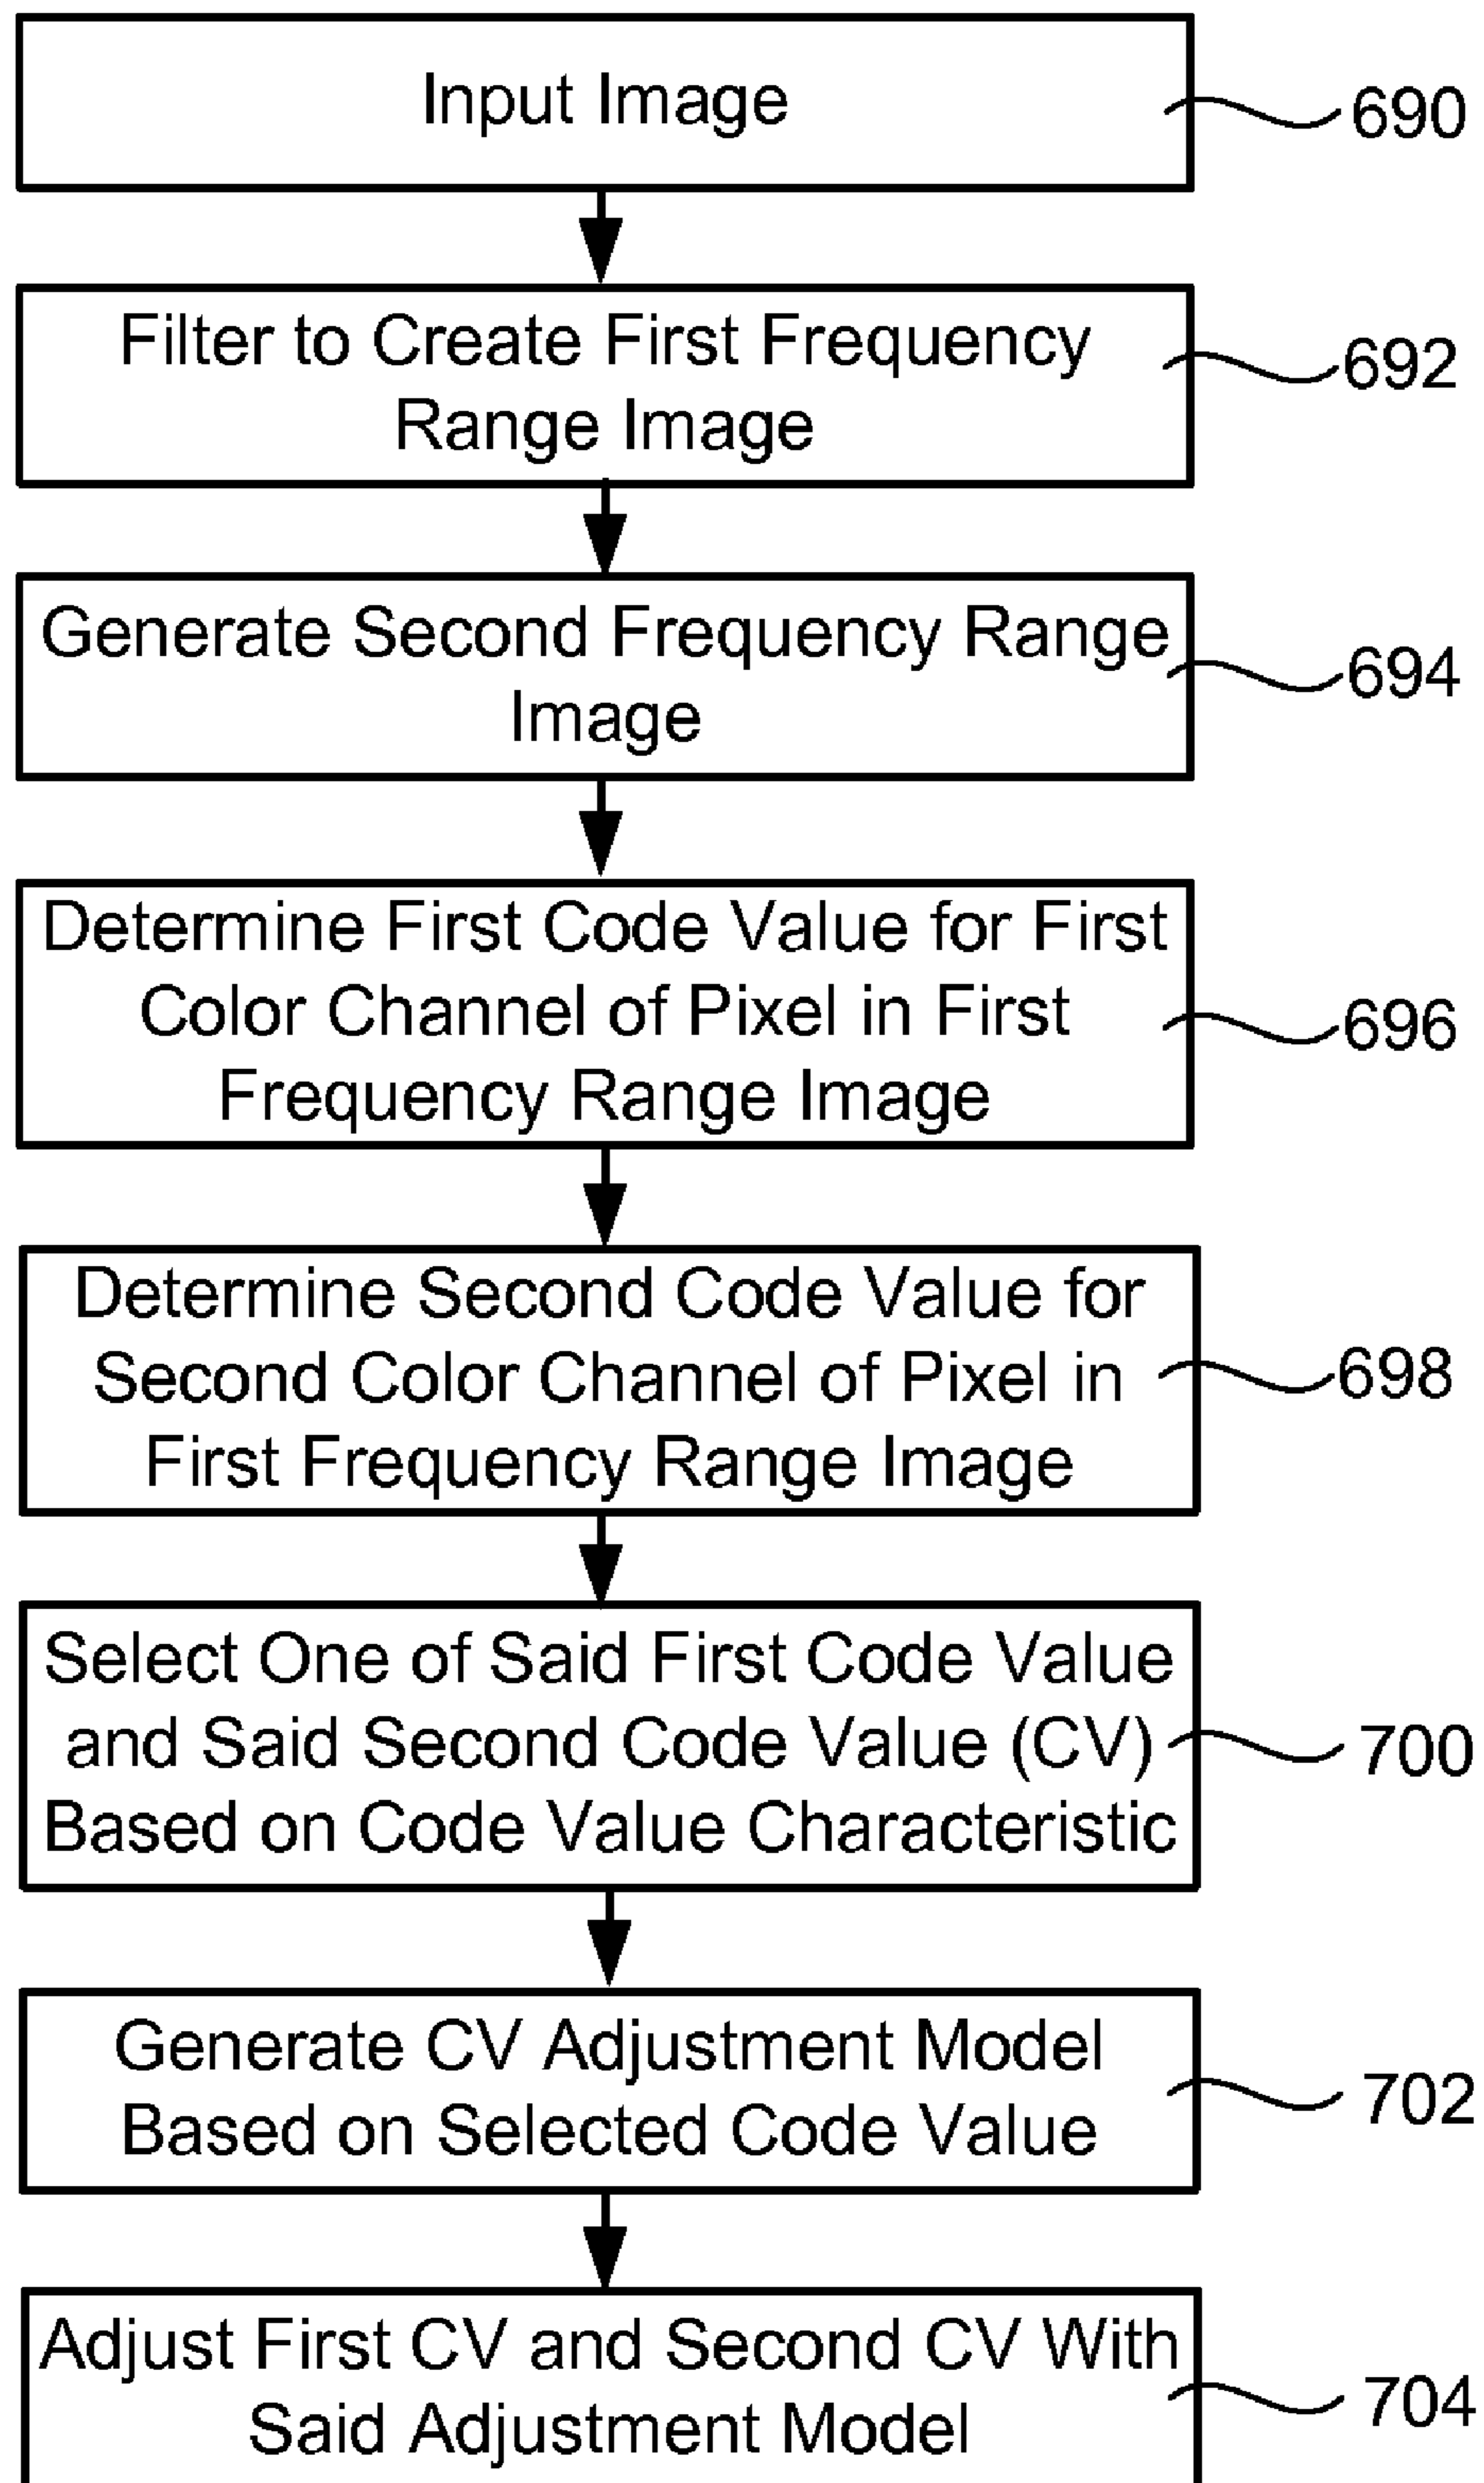 Input Image
690
Filter to Create First Frequency
Range Image
692
Generate Second Frequency Range
Image
694
Determine First Code Value for First
Color Channel of Pixel in First
Frequency Range Image
696
Determine Second Code Value for
Second Color Channel of Pixel in
First Frequency Range Image
698
Select One of Said First Code Value
and Said Second Code Value (CV)
Based on Code Value Characteristic
700
Generate CV Adjustment Model
Based on Selected Code Value
702
Adjust First CV and Second CV With
Said Adjustment Model
704